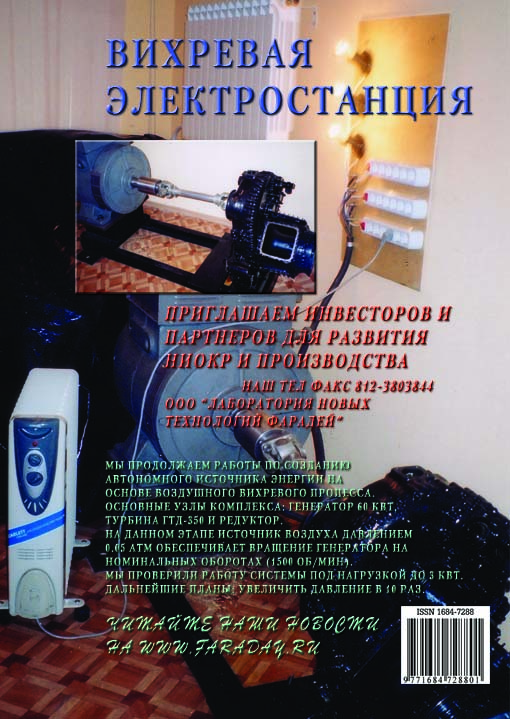 ВИХРЕВАЯ
ЭЛЕКТРОСТАНЦИЯ
ПРИГЛАШАЕМ ИНВЕСТОРОВ И
ПАРТНЕРОВ ДЛЯ РАЗВИТИЯ
НИОКР И ПРОИЗВОДСТВА
НАШ ТЕЛ ФАКС 812-3803844
ООО "ЛАБОРАТОРИЯ НОВЫХ
ТЕХНОЛОГИЙ ФАРАДЕЙ"
МЫ ПРОДОЛЖАЕМ РАБОТЫ ПО СОЗДАНИЮ
АВТОНОМНОГО ИСТОЧНИКА ЭНЕРГИИ НА
ОСНОВЕ ВОЗДУШНОГО ВИХРЕВОГО ПРОЦЕССА.
ОСНОВНЫЕ УЗЛЫ КОМПЛЕКСА: ГЕНЕРАТОР 60 КВТ,
ТУРБИНА ГТД-350 И РЕДУКТОР.
НА ДАННОМ ЭТАПЕ ИСТОЧНИК ВОЗДУХА ДАВЛЕНИЕМ
0,05 АТМ ОБЕСПЕЧИВАЕТ ВРАЩЕНИЕ ГЕНЕРАТОРА НА
НОМИНАЛЬНЫХ ОБОРОТАХ (1500 ОБ/МИН).
МЫ ПРОВЕРИЛИ РАБОТУ СИСТЕМЫ ПОД НАГРУЗКОЙ ДО 3 КВТ.
ДАЛЬНЕЙШИЕ ПЛАНЫ: УВЕЛИЧИТЬ ДАВЛЕНИЕ В 10 РАЗ.
ЧИТАЙТЕ НАШИ НОВОСТИ
НА WWW.FARADAY.RU
ISSN 1684-7288
9 771684 728801